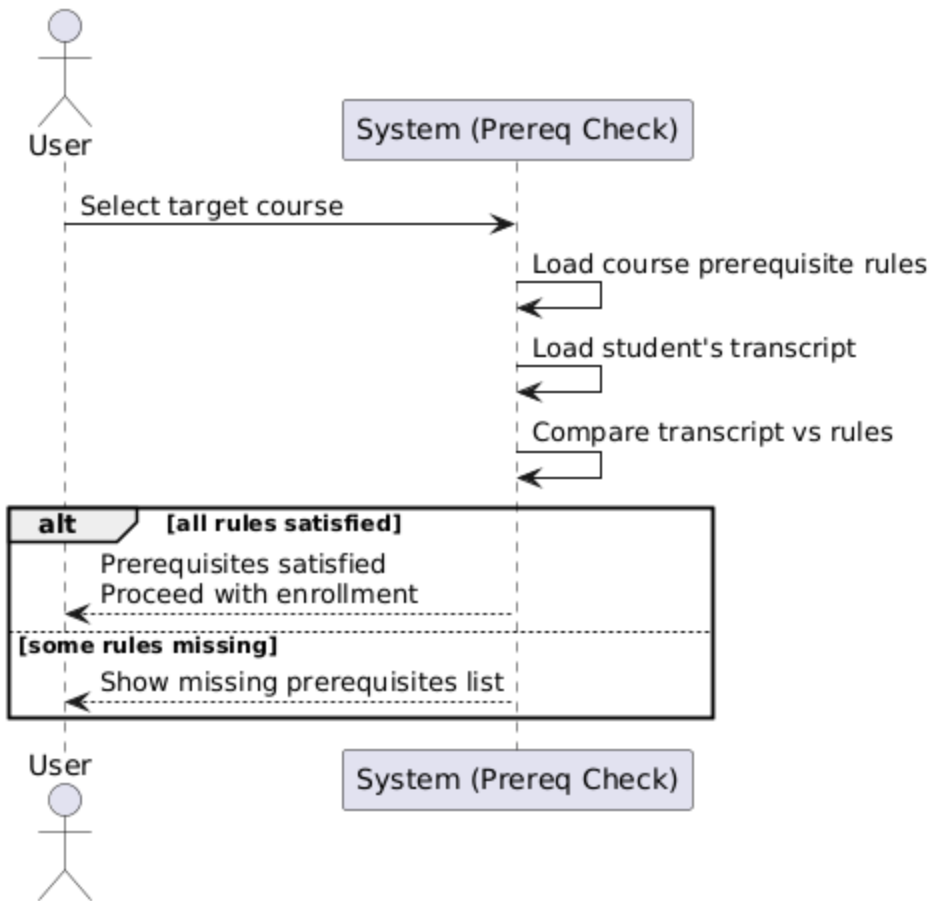 User
System (Prereq Check)
Select target course
Load course prerequisite rules
Load student's transcript
Compare transcript vs rules
alt
[all rules satisfied]
Prerequisites satisfied
Proceed with enrollment
[some rules missing]
Show missing prerequisites list
User
System (Prereq Check)